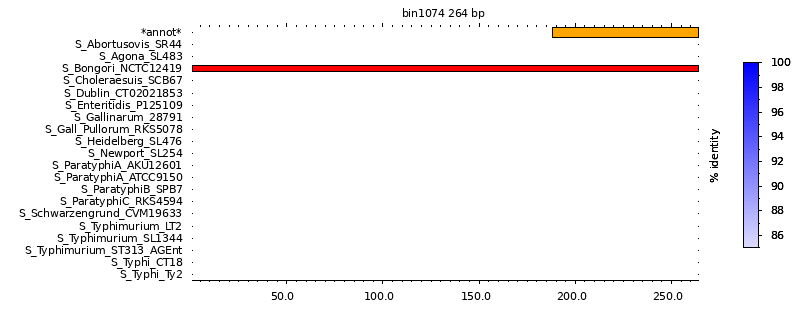 bin1074 264 bp
*annot*
S_Abortusovis_SR44
S_Agona_SL483
S_Bongori_NCTC12419
S_Choleraesuis_SCB67
S_Dublin_CT02021853
S_Enteritidis_P125109
S_Gallinarum_28791
S_Gall_Pullorum_RKS5078
S_Heidelberg_SL476
S_Newport_SL254
S_ParatyphiA_AKU12601
S_ParatyphiA_ATCC9150
S_ParatyphiB_SPB7
S_ParatyphiC_RKS4594
S_Schwarzengrund_CVM19633
S_Typhimurium_LT2
S_Typhimurium_SL1344
S_Typhimurium_ST313_AGEnt
S_Typhi_CT18
S_Typhi_Ty2
50.0 100.0 150.0 200.0 250.0
% identity
100
98
96
94
92
90
88
86